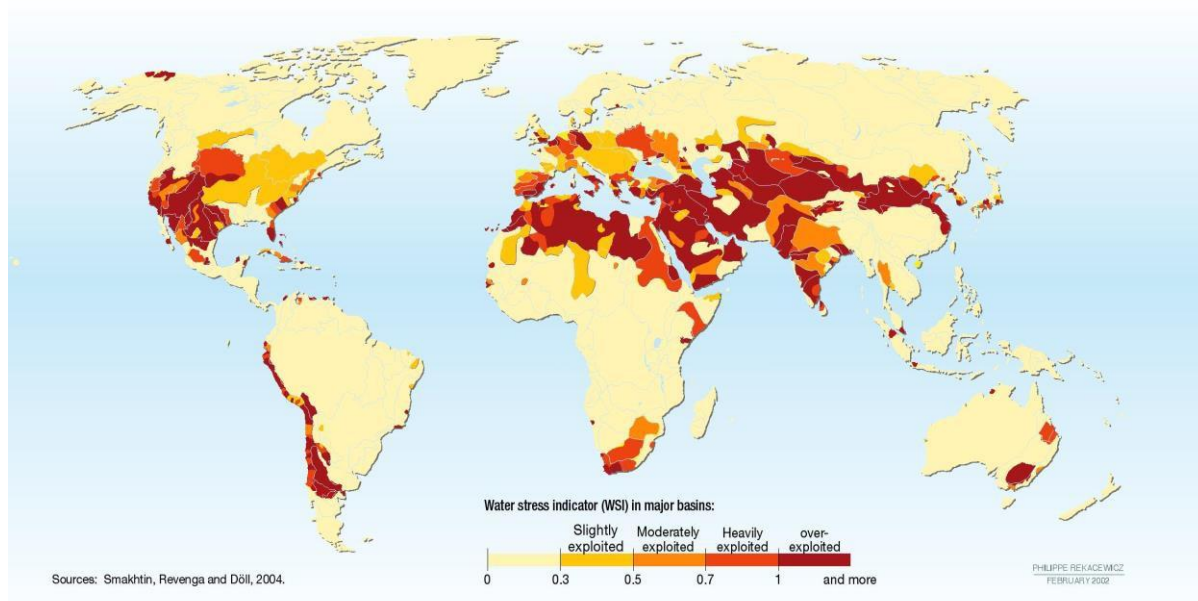 Water stress indicator (WSI) in major basins:
Slightly exploited
Moderately exploited
Heavily exploited
over-exploited
0 0.3 0.5 0.7 1 and more
Sources: Smakhtin, Revenga and Döll, 2004.
PHILIPPE REKACEWICZ
FEBRUARY 2002